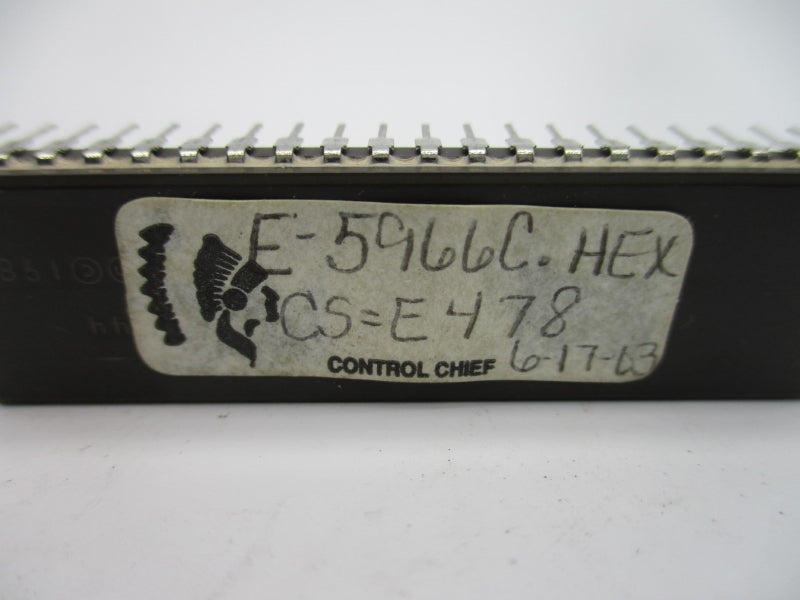 E-5966C.HEX
CS=E478
CONTROL CHIEF 6-17-03